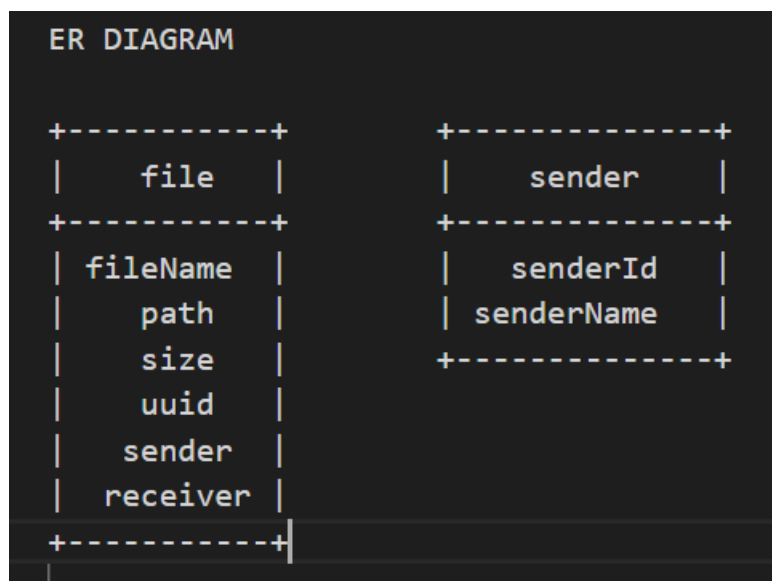 ER DIAGRAM
+-----------+        +--------------+
|    file   |        |    sender    |
+-----------+        +--------------+
| fileName  |        |   senderId   |
|    path   |        | senderName   |
|    size   |        +--------------+
|    uuid   |
|   sender  |
|  receiver |
+-----------+